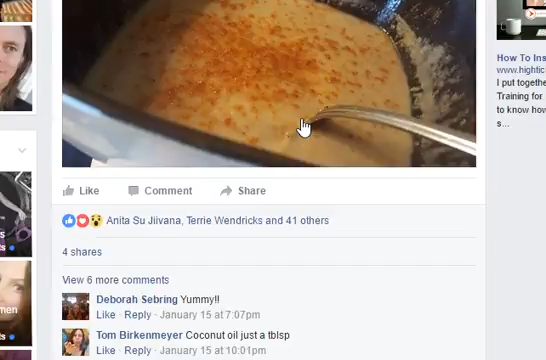 Like Comment Share
Anita Su Jiivana, Terrie Wendricks and 41 others
4 shares
View 6 more comments
Deborah Sebring Yummy!!
Like · Reply · January 15 at 7:07pm
Tom Birkenmeyer Coconut oil just a tblsp
Like · Reply · January 15 at 10:01pm
How To Ins
www.hightic
I put togethe
Training for
to know how
s...